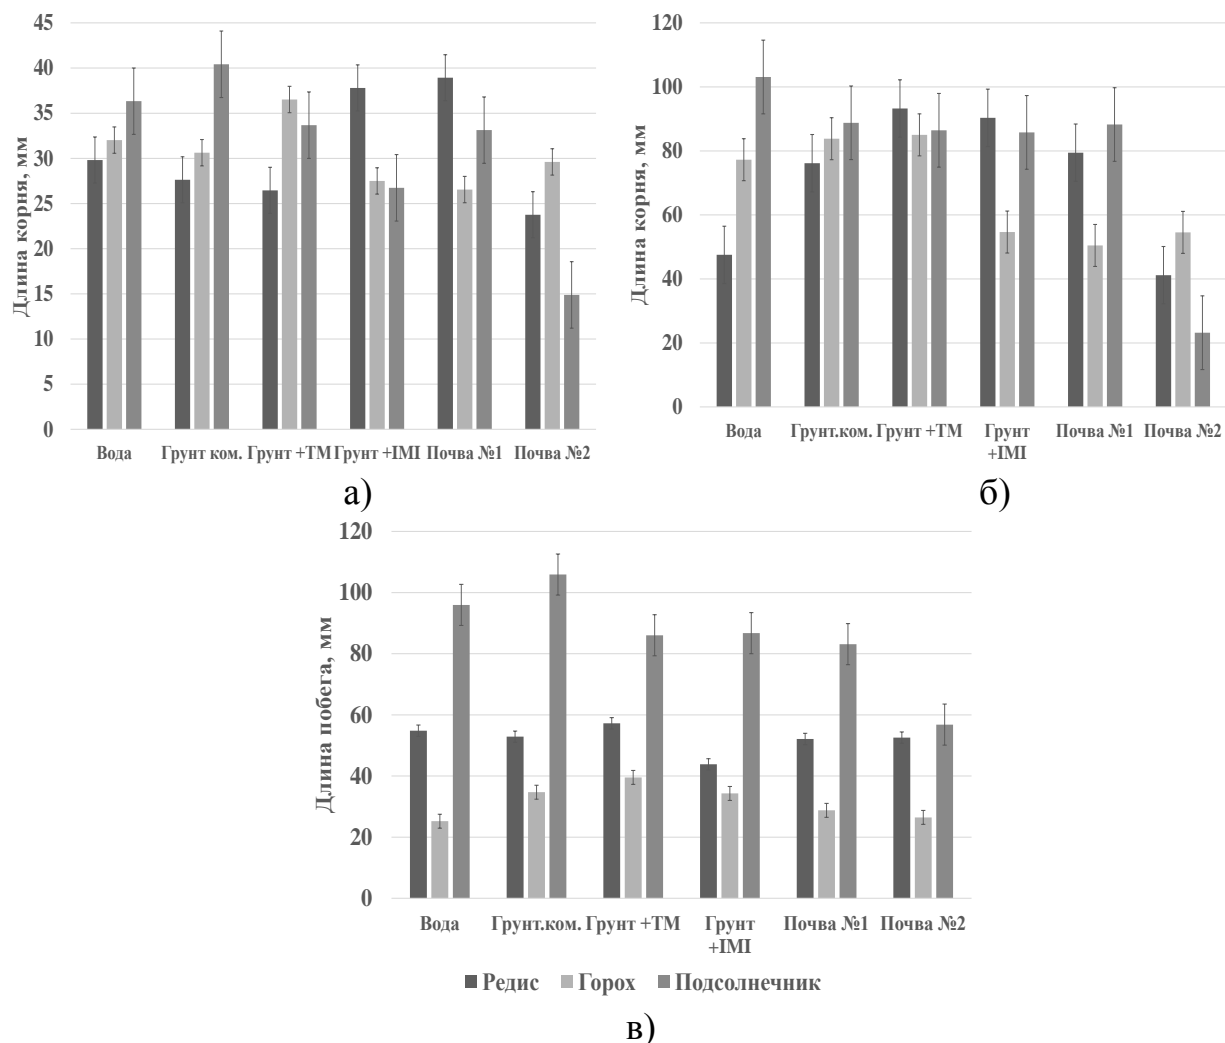 45
40
35
30
25
20
15
10
5
0
Длина корня, мм
Вода Грунт ком. Грунт +ТМ Грунт +IMI Почва №1 Почва №2
а)
120
100
80
60
40
20
0
Длина корня, мм
Вода Грунт.ком. Грунт +ТМ Грунт +IMI Почва №1 Почва №2
б)
120
100
80
60
40
20
0
Длина побега, мм
Вода Грунт.ком. Грунт +ТМ Грунт +IMI Почва №1 Почва №2
Редис Горох Подсолнечник
в)